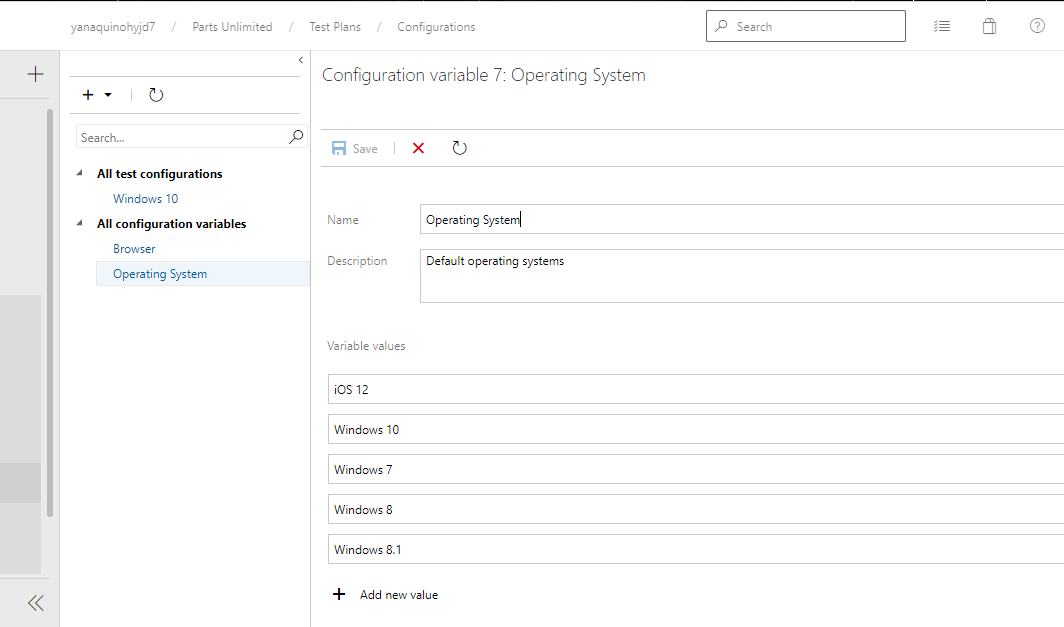 yanaquinohyjd7 / Parts Unlimited / Test Plans / Configurations
Search
Configuration variable 7: Operating System
Search...
Save
All test configurations
Windows 10
All configuration variables
Browser
Operating System
Name
Operating System
Description
Default operating systems
Variable values
iOS 12
Windows 10
Windows 7
Windows 8
Windows 8.1
Add new value